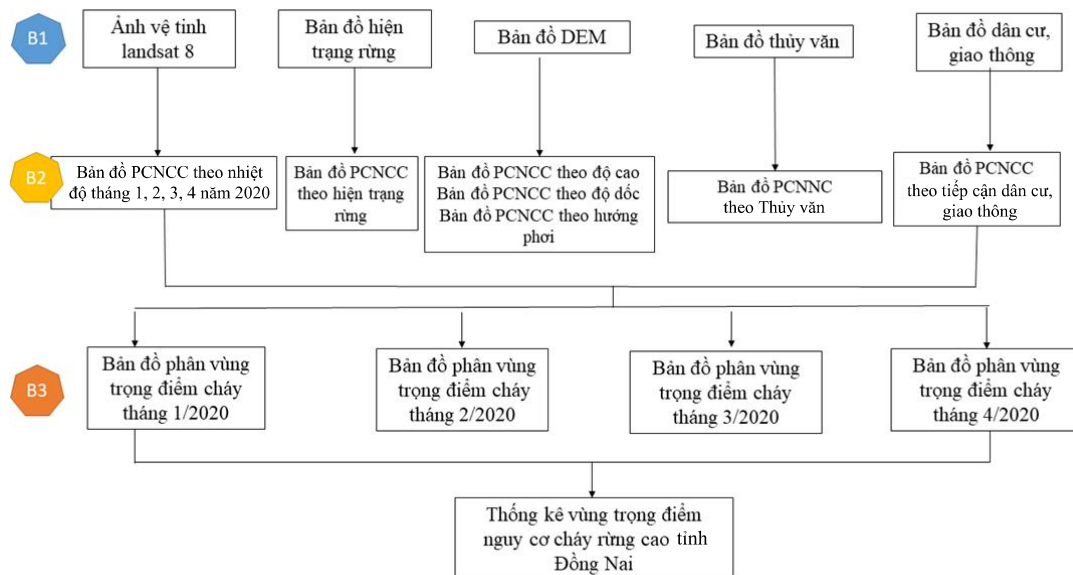 B1
Ảnh vệ tinh
landsat 8
Bản đồ hiện
trạng rừng
Bản đồ DEM
Bản đồ thủy văn
Bản đồ dân cư,
giao thông
B2
Bản đồ PCNCC theo nhiệt
độ tháng 1, 2, 3, 4 năm 2020
Bản đồ PCNCC
theo hiện trạng
rừng
Bản đồ PCNCC theo độ cao
Bản đồ PCNCC theo độ dốc
Bản đồ PCNCC theo hướng
phơi
Bản đồ PCNNC
theo Thủy văn
Bản đồ PCNCC
theo tiếp cận dân cư,
giao thông
B3
Bản đồ phân vùng
trọng điểm cháy
tháng 1/2020
Bản đồ phân vùng
trọng điểm cháy
tháng 2/2020
Bản đồ phân vùng
trọng điểm cháy
tháng 3/2020
Bản đồ phân vùng
trọng điểm cháy
tháng 4/2020
Thống kê vùng trọng điểm
nguy cơ cháy rừng cao tỉnh
Đồng Nai